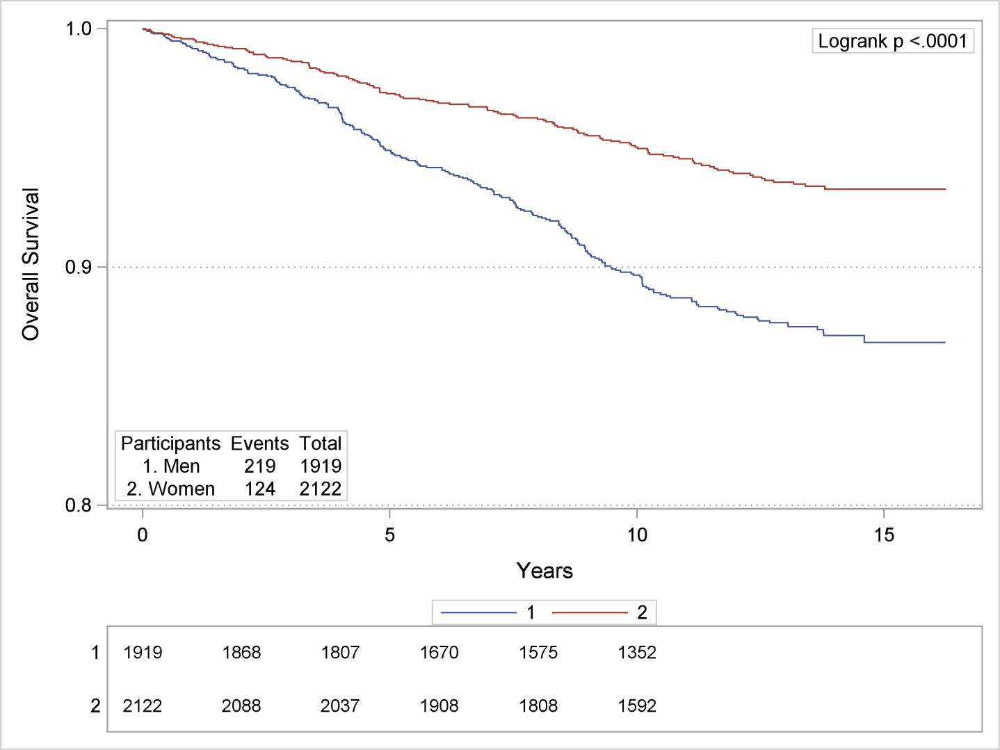 1.0
Logrank p <.0001
Overall Survival
0.9
Participants Events Total
1. Men 219 1919
2. Women 124 2122
0.8
0 5 10 15
Years
1 2
1 1919 1868 1807 1670 1575 1352
2 2122 2088 2037 1908 1808 1592